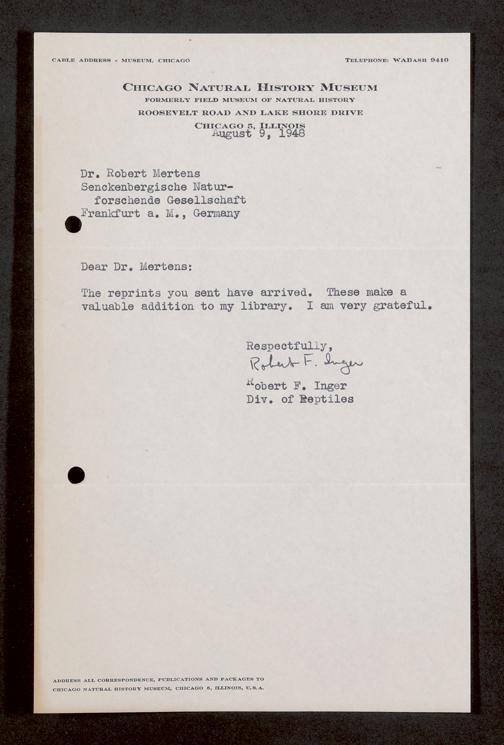 CABLE ADDRESS - MUSEUM, CHICAGO
TELEPHONE: WABASH 9410
CHICAGO NATURAL HISTORY MUSEUM
FORMERLY FIELD MUSEUM OF NATURAL HISTORY
ROOSEVELT ROAD AND LAKE SHORE DRIVE
CHICAGO 5, ILLINOIS
August 9, 1948
Dr. Robert Mertens
Senckenbergische Natur-
forschende Gesellschaft
Frankfurt a. M., Germany
Dear Dr. Mertens:
The reprints you sent have arrived. These make a
valuable addition to my library. I am very grateful.
Respectfully,
Robert F. Inger
Robert F. Inger
Div. of Reptiles
ADDRESS ALL CORRESPONDENCE, PUBLICATIONS AND PACKAGES TO
CHICAGO NATURAL HISTORY MUSEUM, CHICAGO 5, ILLINOIS, U.S.A.